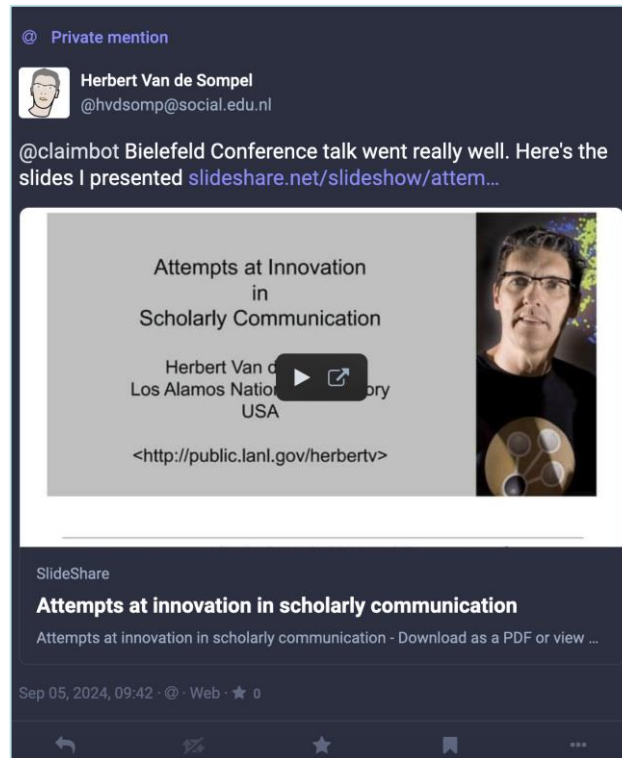 @ Private mention
Herbert Van de Sompel
@hvdsomp@social.edu.nl
@claimbot Bielefeld Conference talk went really well. Here's the
slides I presented slideshare.net/slideshow/attem…
Attempts at Innovation
in
Scholarly Communication
Herbert Van d
Los Alamos Nation ory
USA
<http://public.lanl.gov/herbertv>
SlideShare
Attempts at innovation in scholarly communication
Attempts at innovation in scholarly communication - Download as a PDF or view ...
Sep 05, 2024, 09:42 · @ · Web · ★ 0